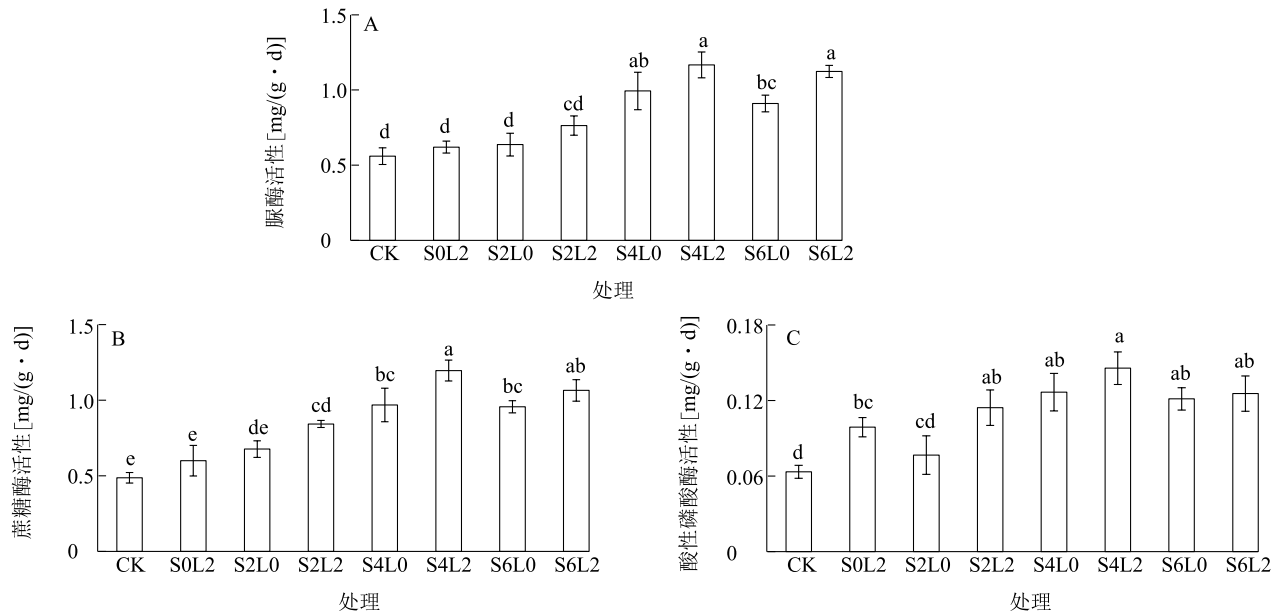 A
脲酶活性[mg/(g·d)]
1.5
1.0
0.5
0
d
d
d
cd
ab
a
bc
a
CK
S0L2
S2L0
S2L2
S4L0
S4L2
S6L0
S6L2
处理
B
蔗糖酶活性[mg/(g·d)]
1.5
1.0
0.5
0
e
e
de
cd
bc
a
bc
ab
CK
S0L2
S2L0
S2L2
S4L0
S4L2
S6L0
S6L2
处理
C
酸性磷酸酶活性[mg/(g·d)]
0.18
0.12
0.06
0
d
bc
cd
ab
ab
a
ab
ab
CK
S0L2
S2L0
S2L2
S4L0
S4L2
S6L0
S6L2
处理